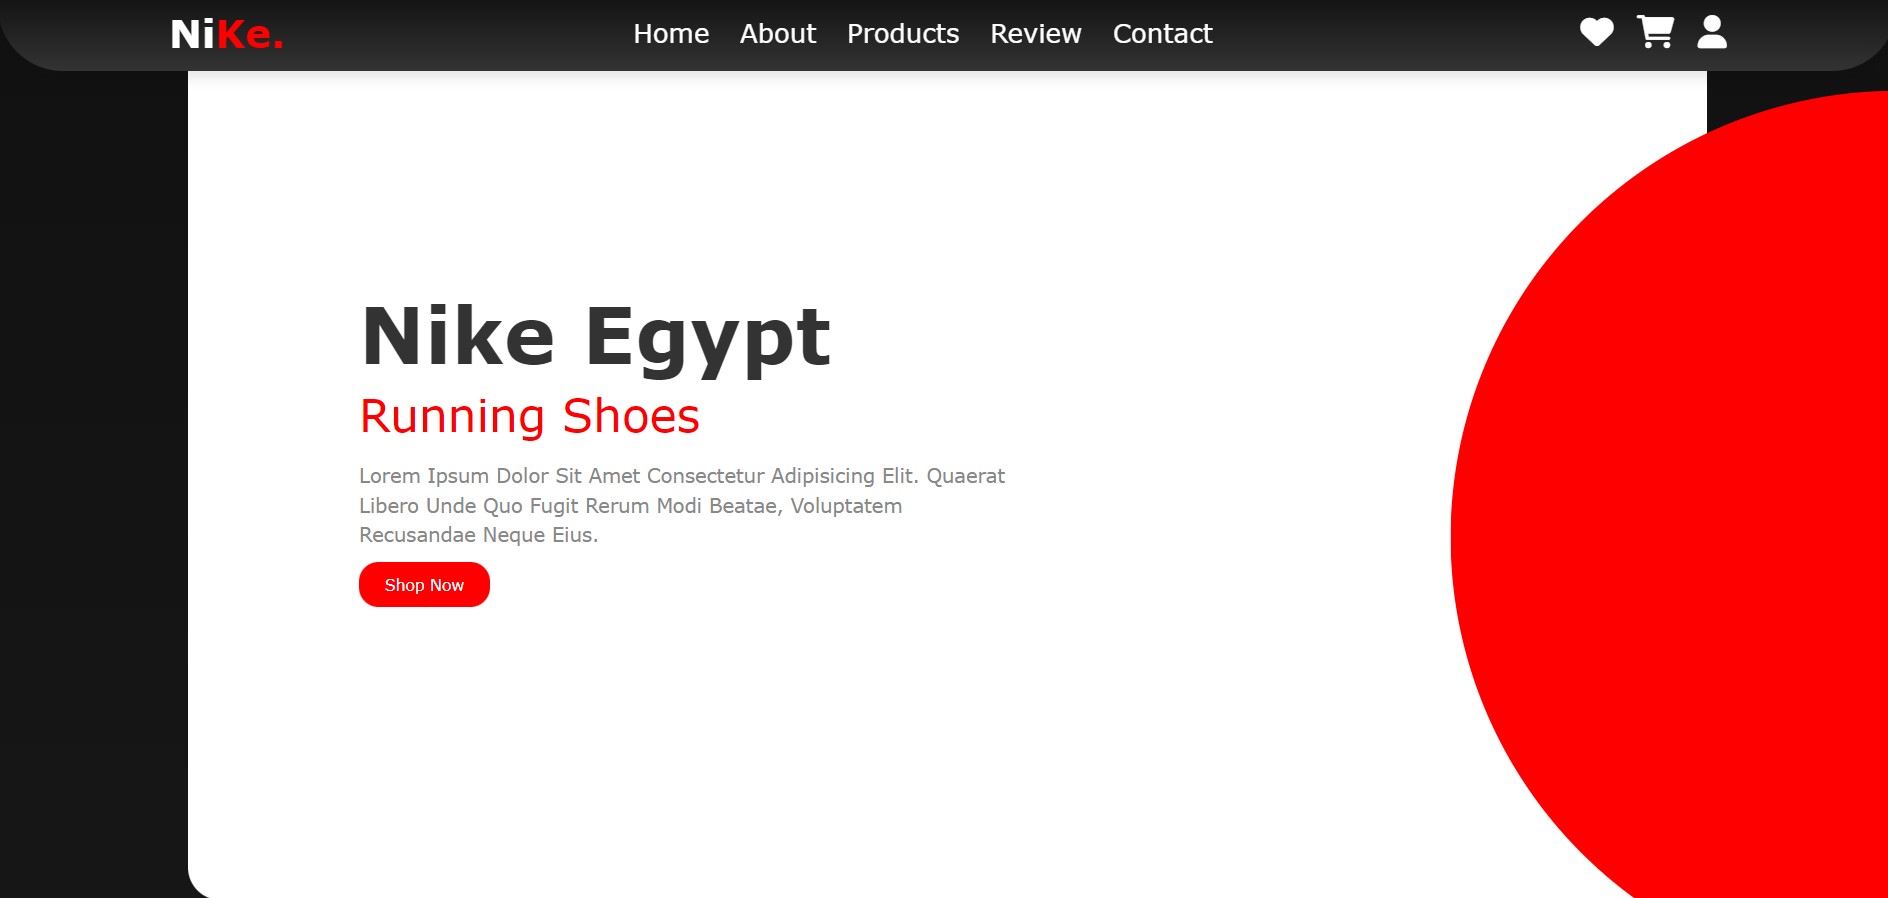 NiKe.
Home About Products Review Contact
Nike Egypt
Running Shoes
Lorem Ipsum Dolor Sit Amet Consectetur Adipisicing Elit. Quaerat
Libero Unde Quo Fugit Rerum Modi Beatae, Voluptatem
Recusandae Neque Eius.
Shop Now